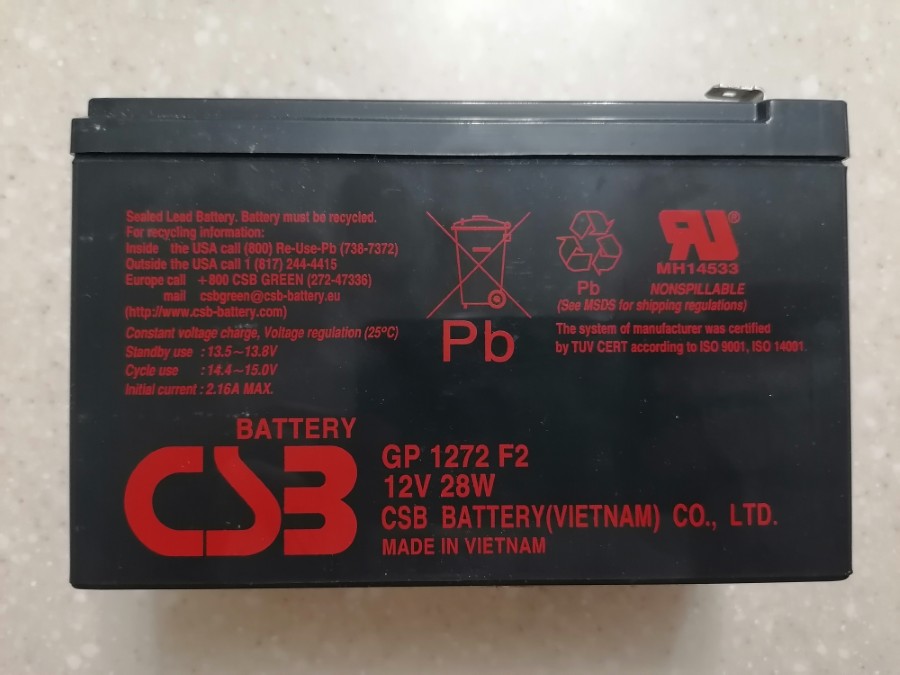 Sealed Lead Battery. Battery must be recycled.
For recycling information:
Inside the USA call (800) Re-Use-Pb (738-7372)
Outside the USA call 1 (817) 244-4415
Europe call +800 CSB GREEN (272-47336)
mail csbgreen@csb-battery.eu
(http://www.csb-battery.com)
Constant voltage charge, Voltage regulation (25°C)
Standby use : 13.5~13.8V
Cycle use : 14.4~15.0V
Initial current : 2.16A MAX.
Pb
Pb
RU®
MH14533
NONSPILLABLE
(See MSDS for shipping regulations)
The system of manufacturer was certified
by TUV CERT according to ISO 9001, ISO 14001.
BATTERY
CSB
GP 1272 F2
12V 28W
CSB BATTERY(VIETNAM) CO., LTD.
MADE IN VIETNAM